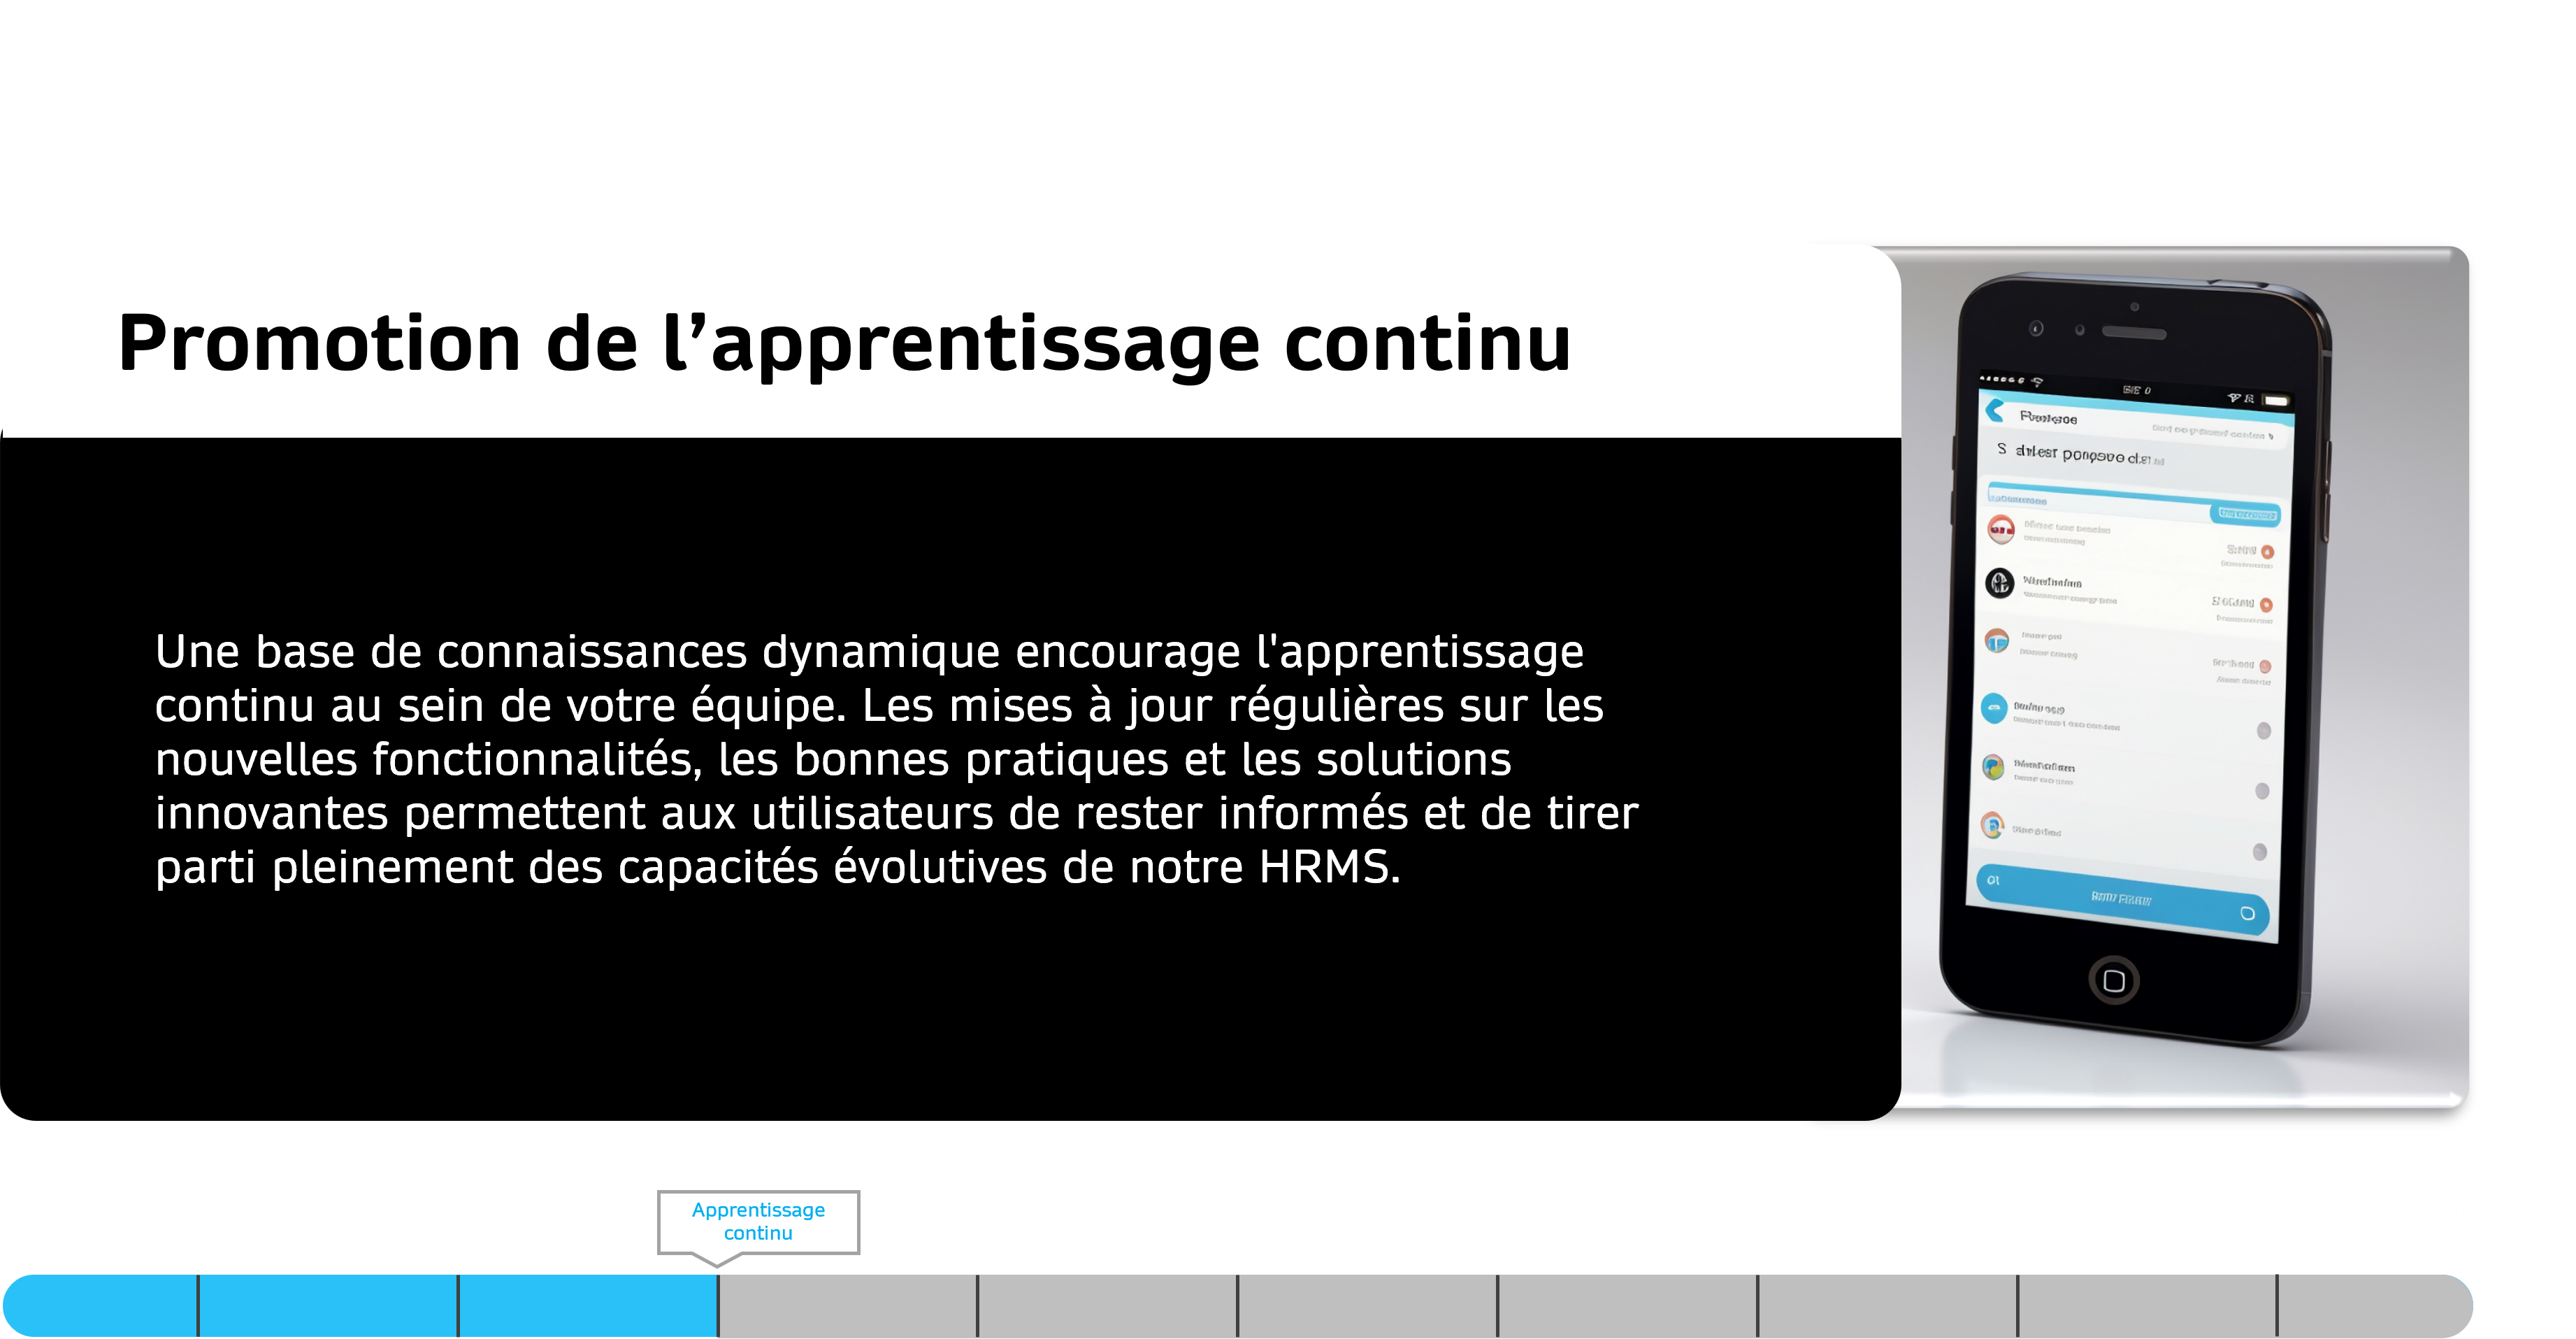 Promotion de l’apprentissage continu
Une base de connaissances dynamique encourage l'apprentissage
continu au sein de votre équipe. Les mises à jour régulières sur les
nouvelles fonctionnalités, les bonnes pratiques et les solutions
innovantes permettent aux utilisateurs de rester informés et de tirer
parti pleinement des capacités évolutives de notre HRMS.
Apprentissage
continu